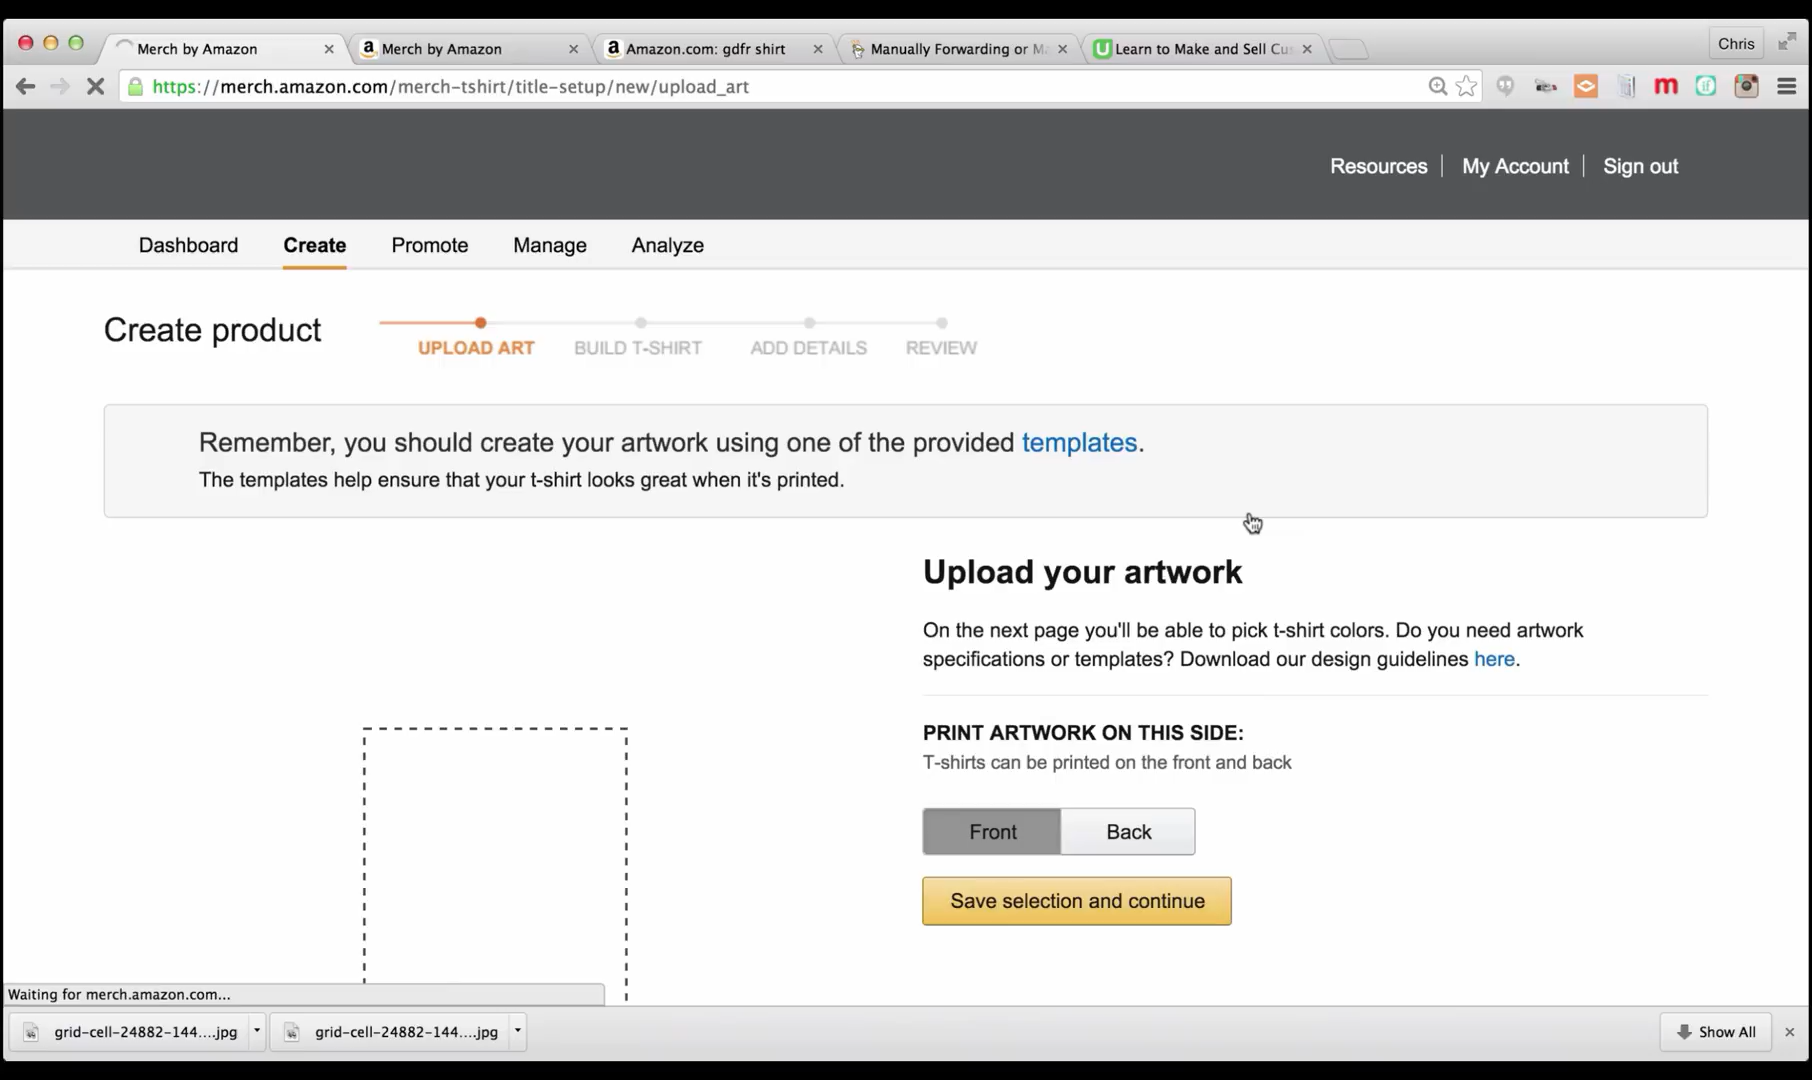 Merch by Amazon
Merch by Amazon
Amazon.com: gdfr shirt
Manually Forwarding or Ma
Learn to Make and Sell Cus
Chris
https://merch.amazon.com/merch-tshirt/title-setup/new/upload_art
Resources
My Account
Sign out
Dashboard
Create
Promote
Manage
Analyze
Create product
UPLOAD ART
BUILD T-SHIRT
ADD DETAILS
REVIEW
Remember, you should create your artwork using one of the provided templates.
The templates help ensure that your t-shirt looks great when it's printed.
Upload your artwork
On the next page you'll be able to pick t-shirt colors. Do you need artwork
specifications or templates? Download our design guidelines here.
PRINT ARTWORK ON THIS SIDE:
T-shirts can be printed on the front and back
Front
Back
Save selection and continue
Waiting for merch.amazon.com...
grid-cell-24882-144....jpg
grid-cell-24882-144....jpg
Show All